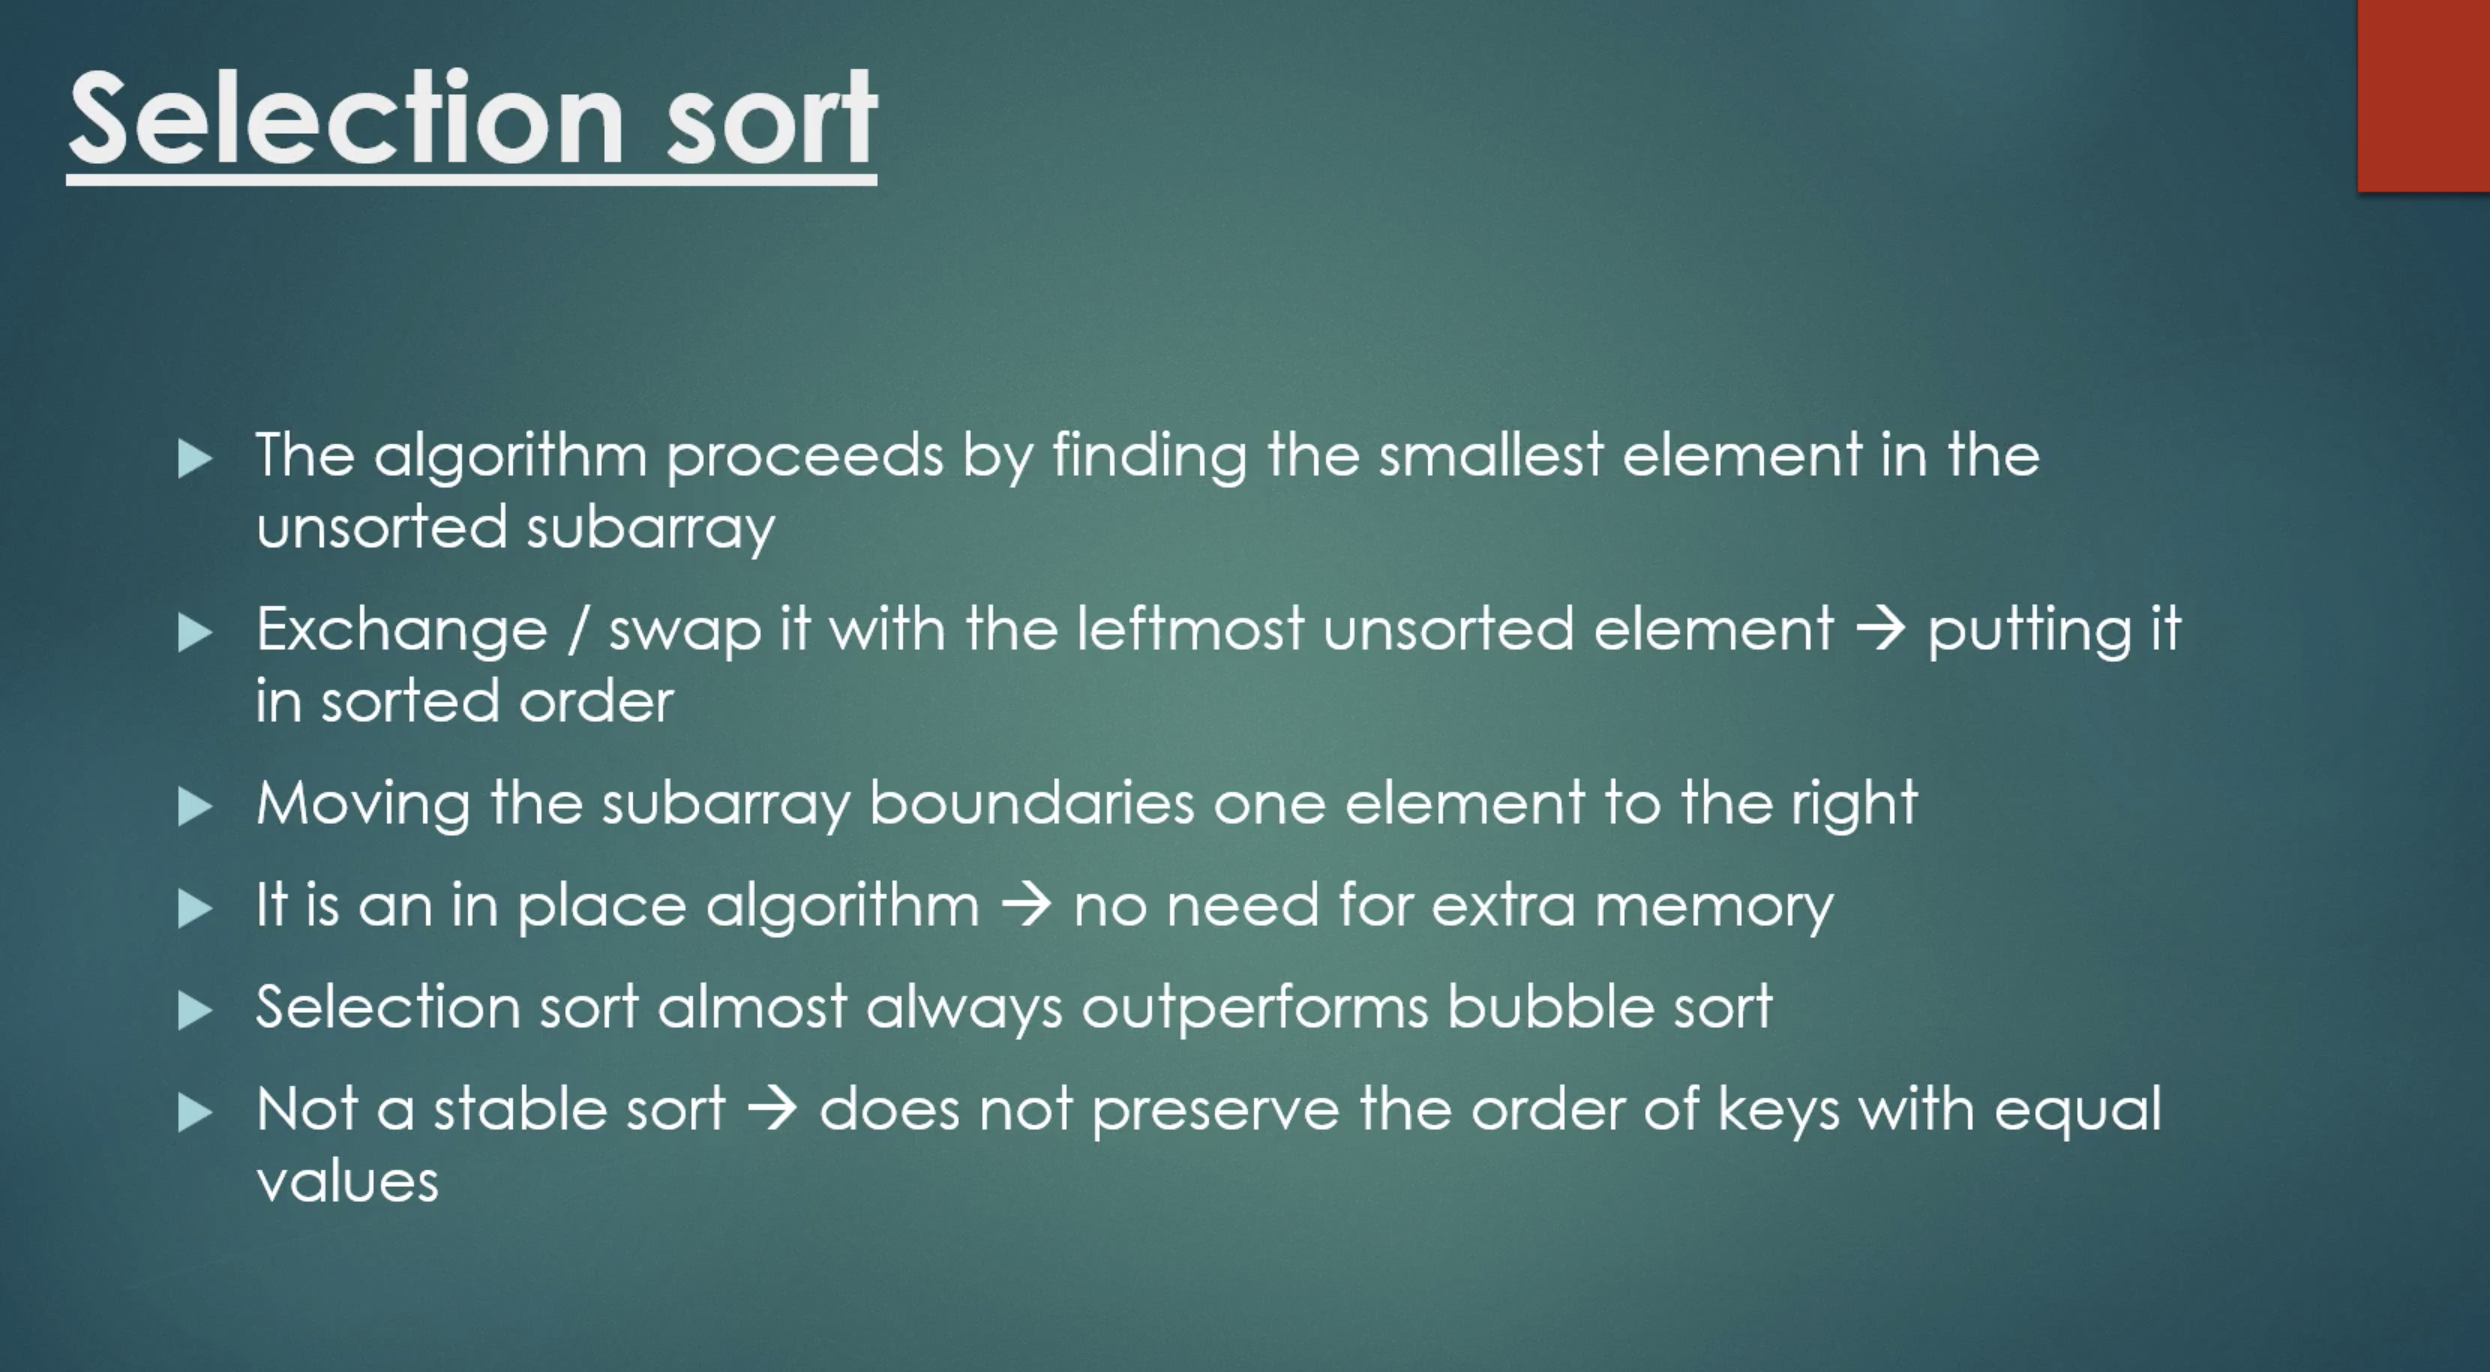 Selection sort
The algorithm proceeds by finding the smallest element in the
unsorted subarray
Exchange / swap it with the leftmost unsorted element → putting it
in sorted order
Moving the subarray boundaries one element to the right
It is an in place algorithm → no need for extra memory
Selection sort almost always outperforms bubble sort
Not a stable sort → does not preserve the order of keys with equal
values